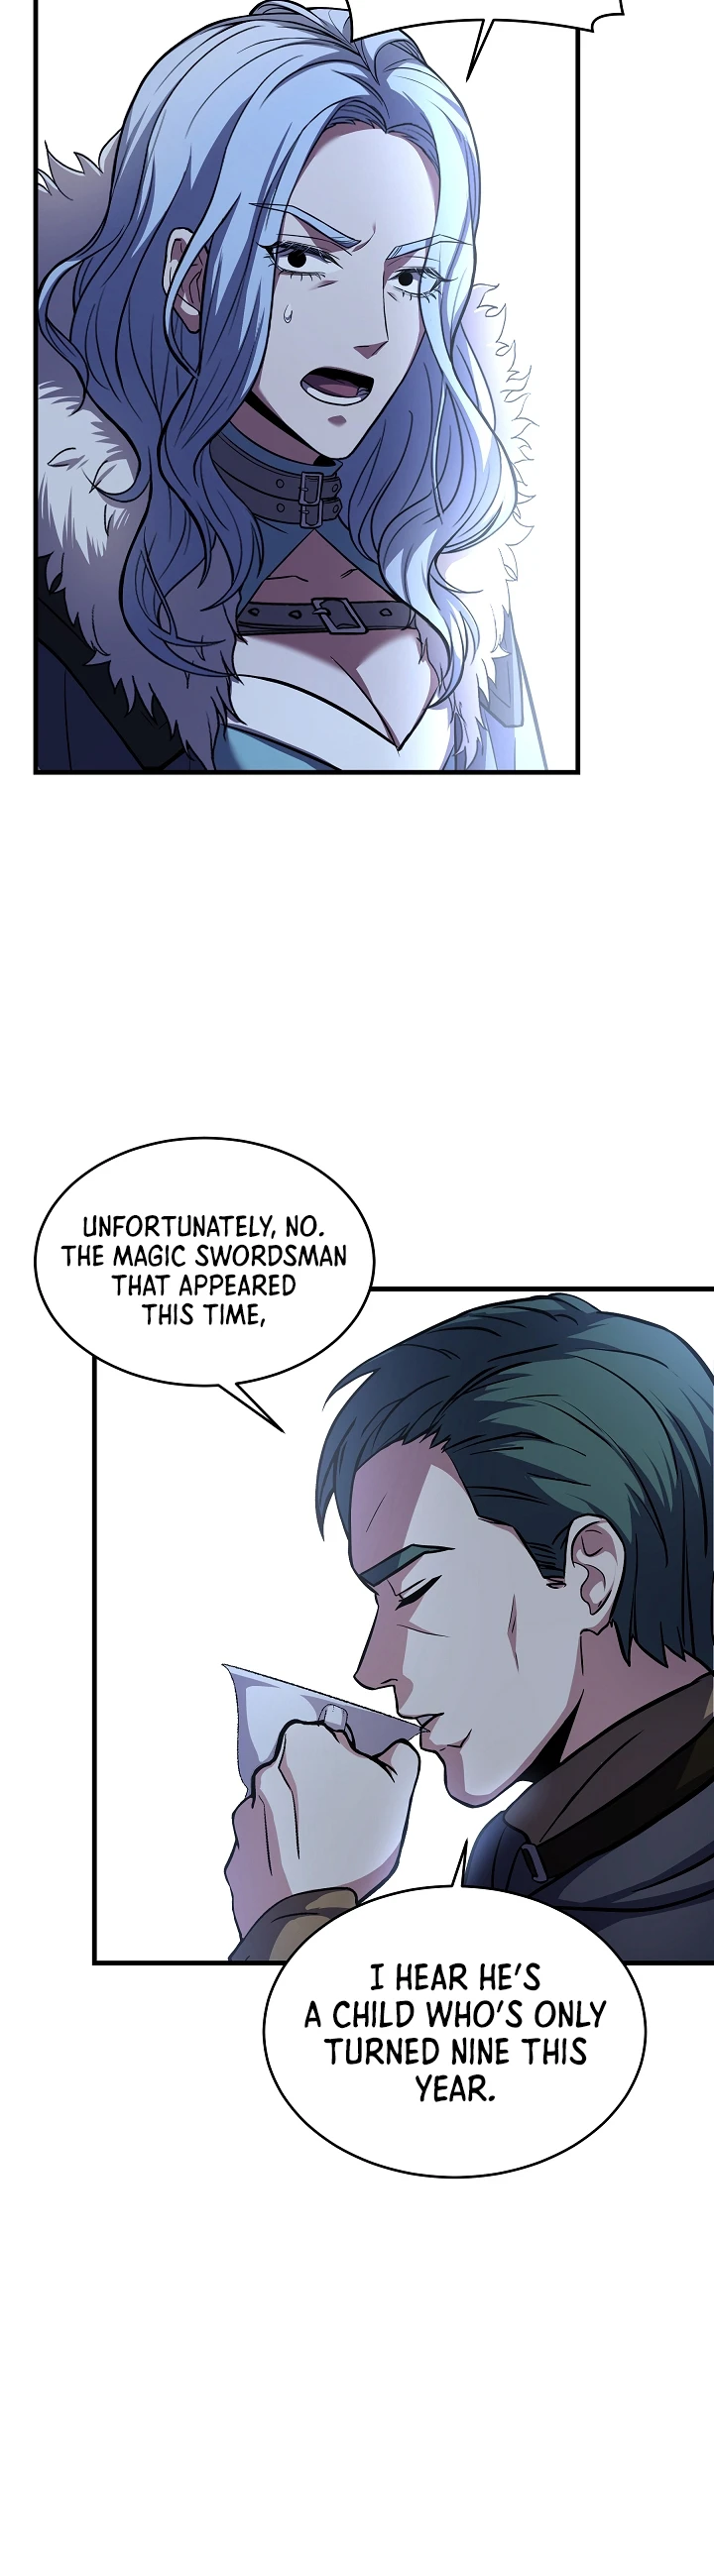 UNFORTUNATELY, NO.
THE MAGIC SWORDSMAN
THAT APPEARED
THIS TIME,
I HEAR HE'S
A CHILD WHO'S ONLY
TURNED NINE THIS
YEAR.